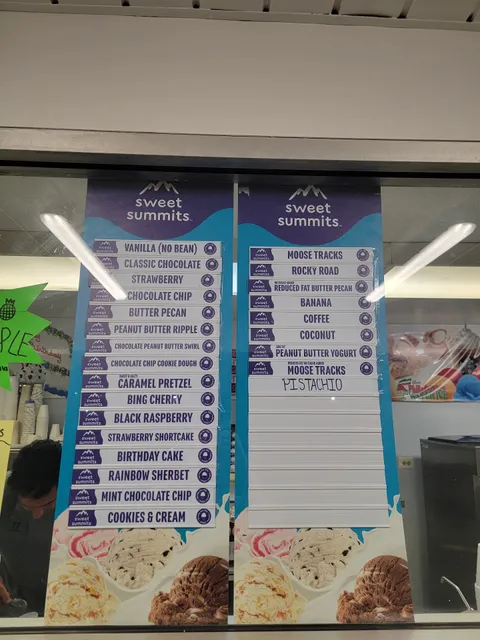 sweet
summits
VANILLA (NO BEAN)
CLASSIC CHOCOLATE
STRAWBERRY
CHOCOLATE CHIP
BUTTER PECAN
PEANUT BUTTER RIPPLE
CHOCOLATE PEANUT BUTTER SWIRL
CHOCOLATE CHIP COOKIE DOUGH
CARAMEL PRETZEL
BING CHERRY
BLACK RASPBERRY
STRAWBERRY SHORTCAKE
BIRTHDAY CAKE
RAINBOW SHERBET
MINT CHOCOLATE CHIP
COOKIES & CREAM
sweet
summits
MOOSE TRACKS
ROCKY ROAD
REDUCED FAT BUTTER PECAN
BANANA
COFFEE
COCONUT
PEANUT BUTTER YOGURT
MOOSE TRACKS
PISTACHIO
PLE